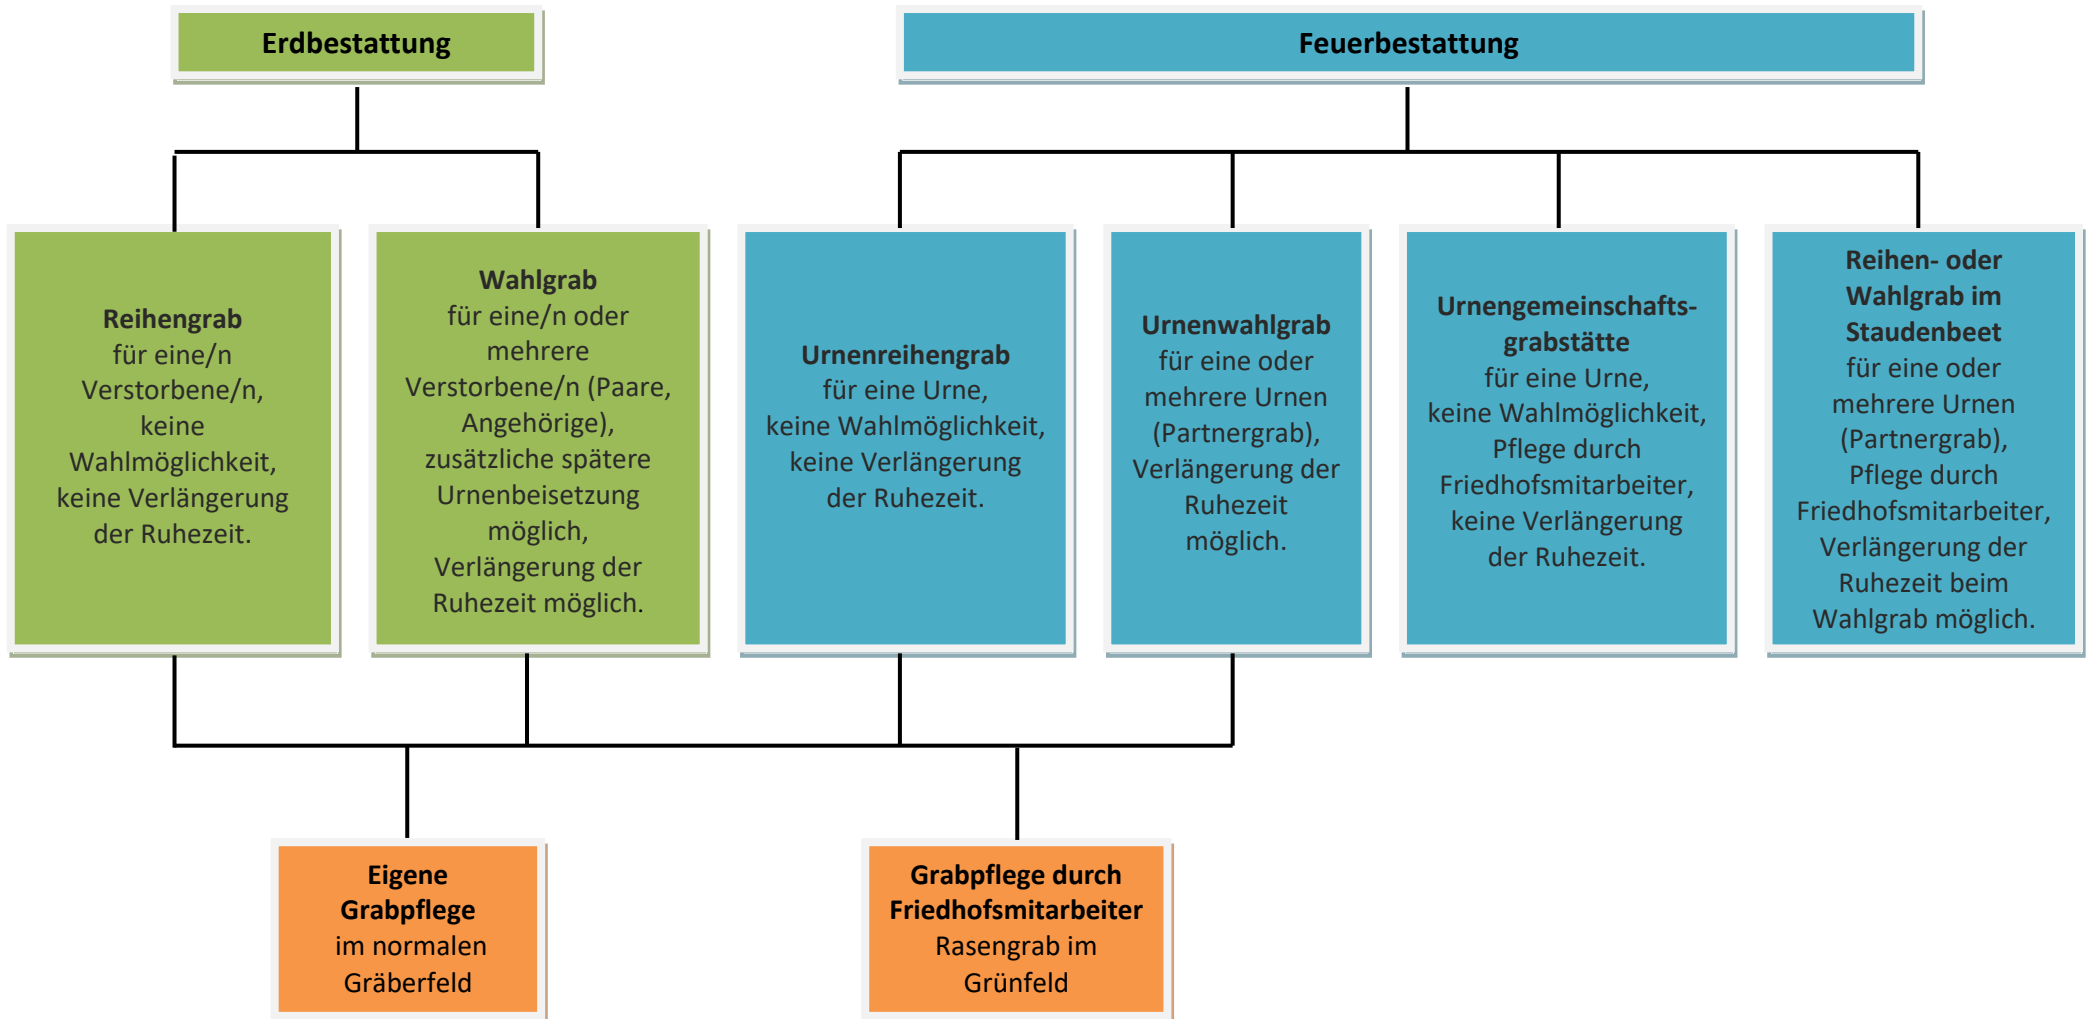 Erdbestattung
Feuerbestattung
Reihengrab
für eine/n
Verstorbene/n,
keine
Wahlmöglichkeit,
keine Verlängerung
der Ruhezeit.
Wahlgrab
für eine/n oder
mehrere
Verstorbene/n (Paare,
Angehörige),
zusätzliche spätere
Urnenbeisetzung
möglich,
Verlängerung der
Ruhezeit möglich.
Urnenreihengrab
für eine Urne,
keine Wahlmöglichkeit,
keine Verlängerung
der Ruhezeit.
Urnenwahlgrab
für eine oder
mehrere Urnen
(Partnergrab),
Verlängerung der
Ruhezeit
möglich.
Urnengemeinschafts-
grabstätte
für eine Urne,
keine Wahlmöglichkeit,
Pflege durch
Friedhofsmitarbeiter,
keine Verlängerung
der Ruhezeit.
Reihen- oder
Wahlgrab im
Staudenbeet
für eine oder
mehrere Urnen
(Partnergrab),
Pflege durch
Friedhofsmitarbeiter,
Verlängerung der
Ruhezeit beim
Wahlgrab möglich.
Eigene
Grabpflege
im normalen
Gräberfeld
Grabpflege durch
Friedhofsmitarbeiter
Rasengrab im
Grünfeld